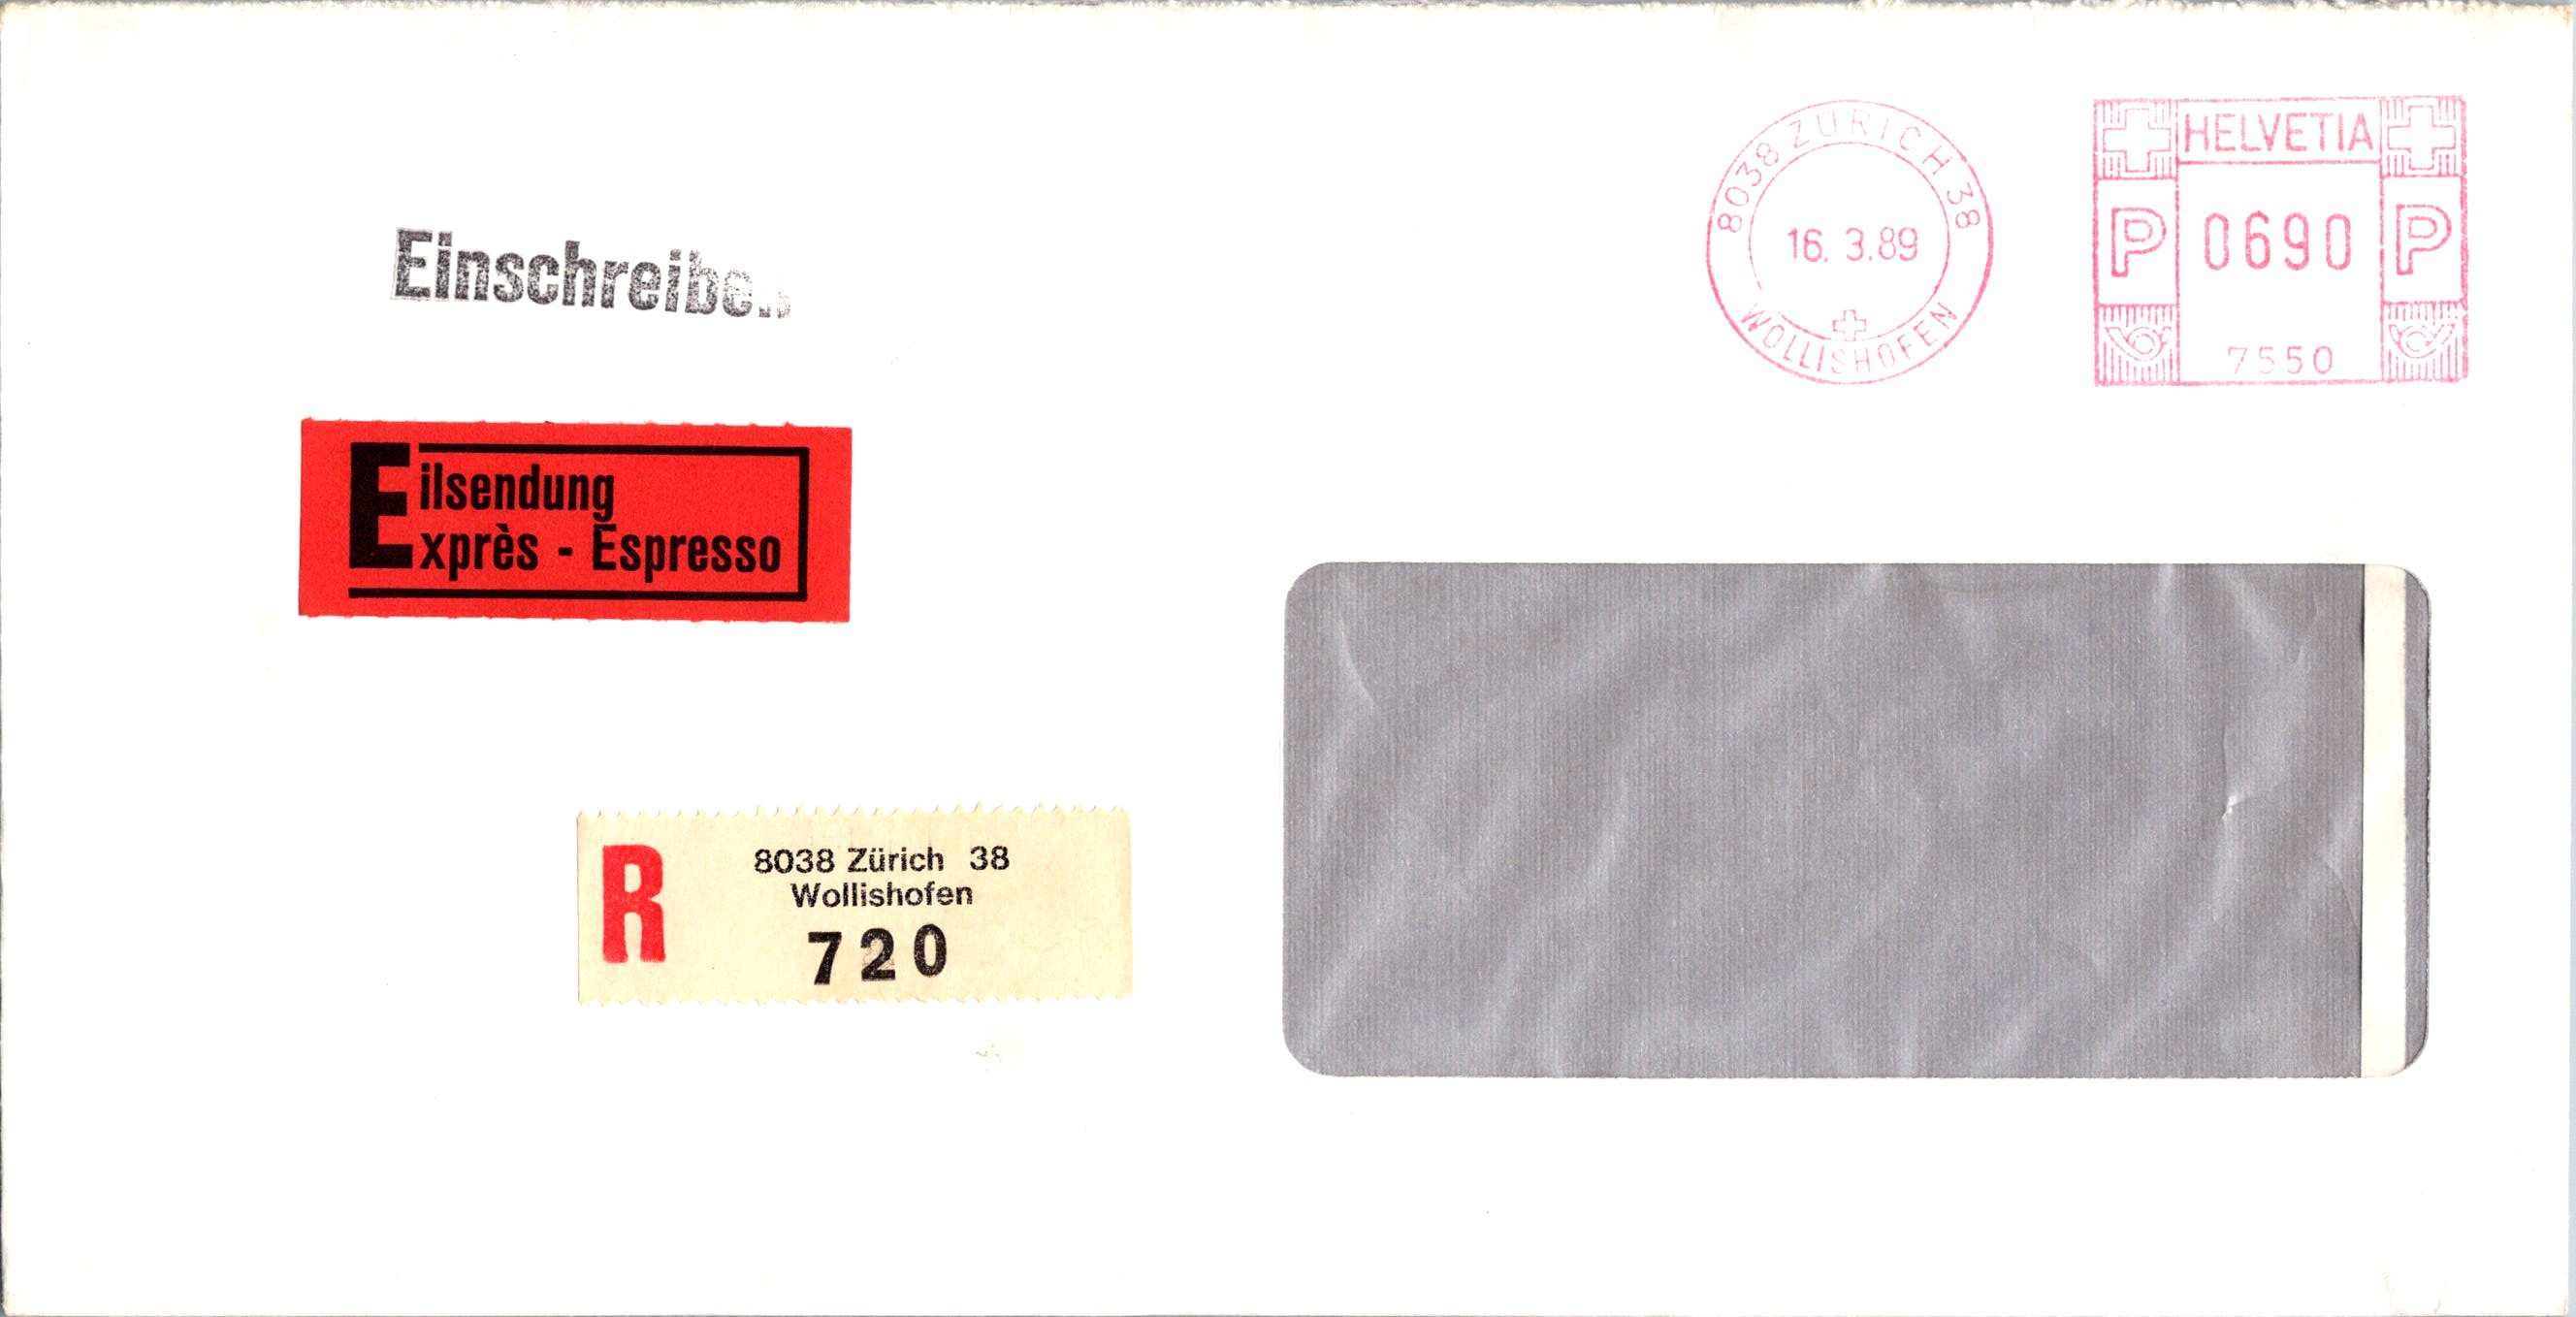 8038 ZÜRICH 38
16. 3.89
WOLLISHOFEN
HELVETIA
P 0690 P
7550
Einschreiben
Eilsendung
Exprès - Espresso
R
8038 Zürich 38
Wollishofen
720